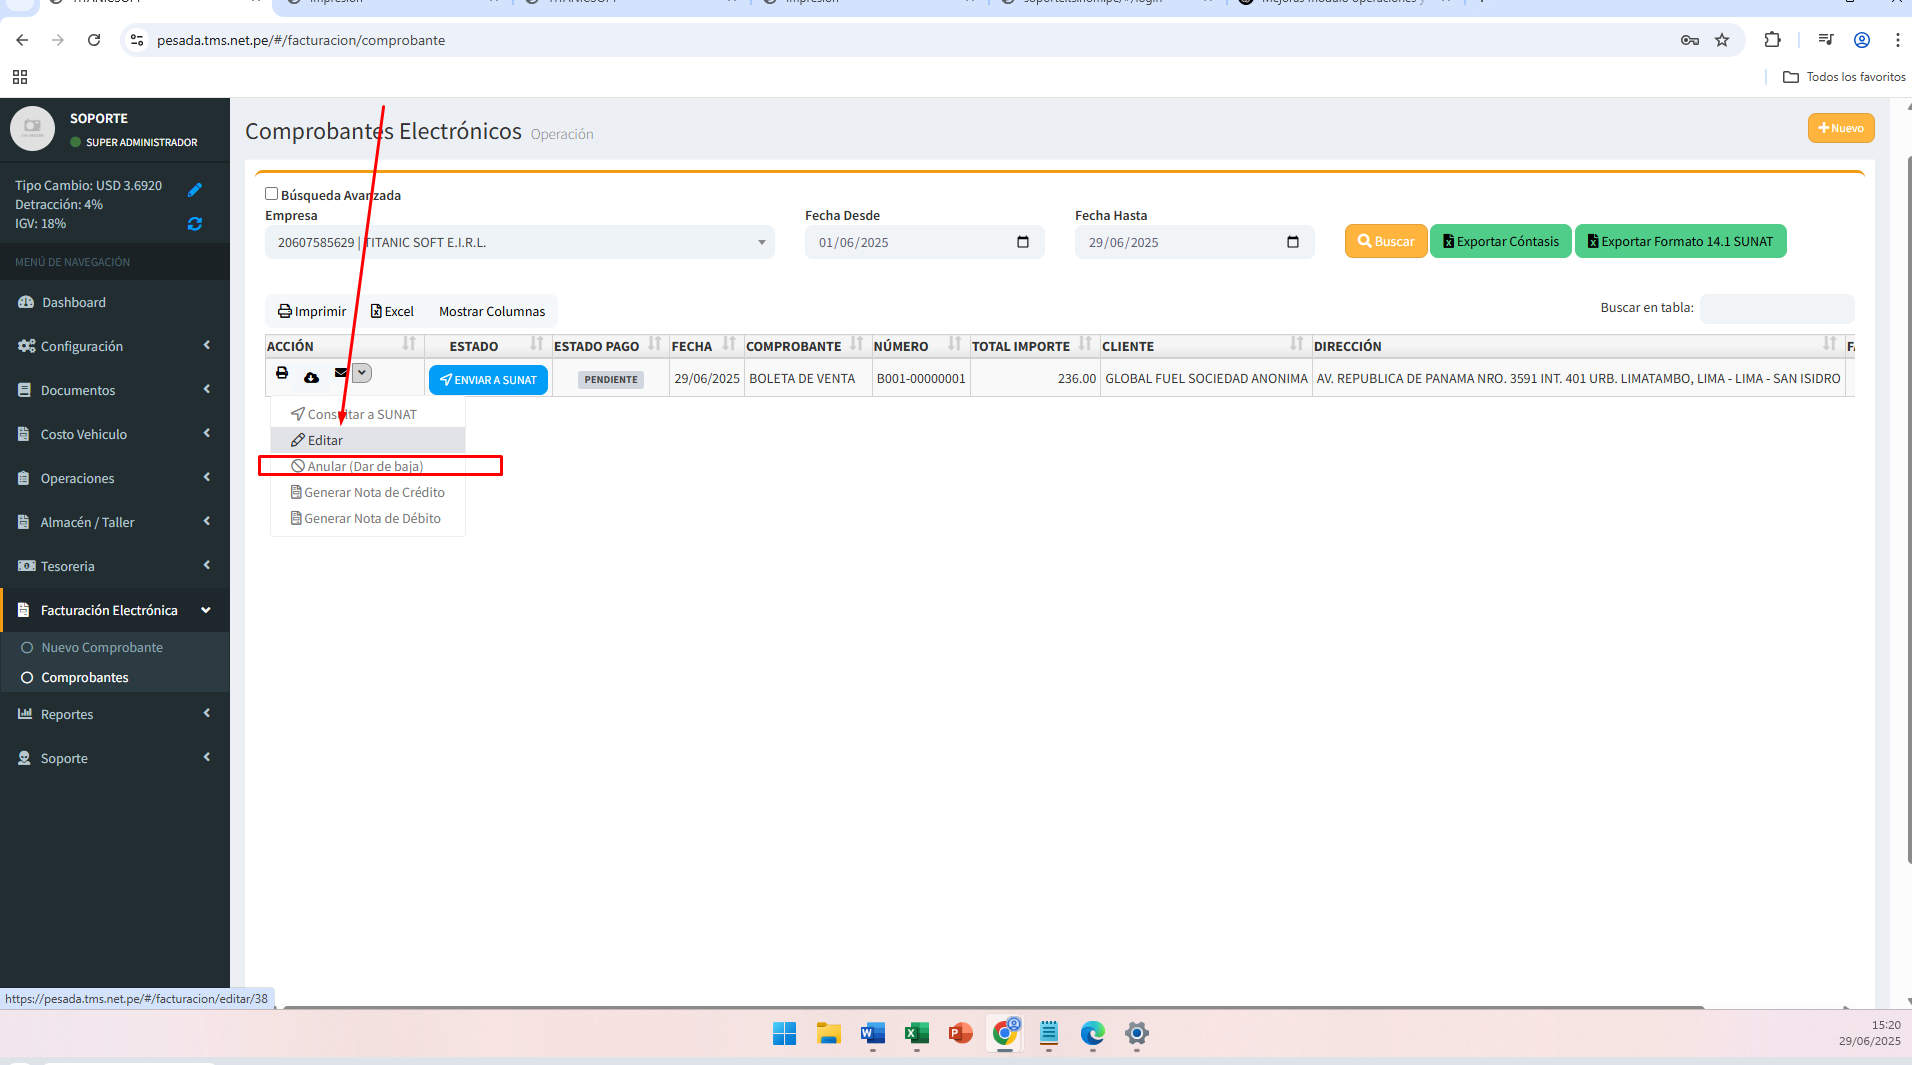 pesada.tms.net.pe/#/facturacion/comprobante
Todos los favoritos
SOPORTE
SUPER ADMINISTRADOR
Tipo Cambio: USD 3.6920
Detracción: 4%
IGV: 18%
MENÚ DE NAVEGACIÓN
Dashboard
Configuración
Documentos
Costo Vehiculo
Operaciones
Almacén / Taller
Tesoreria
Facturación Electrónica
Nuevo Comprobante
Comprobantes
Reportes
Soporte
Comprobantes Electrónicos Operación
Nuevo
Búsqueda Avanzada
Empresa Fecha Desde Fecha Hasta
20607585629 | TITANIC SOFT E.I.R.L. 01/06/2025 29/06/2025 Buscar Exportar Cóntasis Exportar Formato 14.1 SUNAT
Imprimir Excel Mostrar Columnas Buscar en tabla:
ACCIÓN ESTADO ESTADO PAGO FECHA COMPROBANTE NÚMERO TOTAL IMPORTE CLIENTE DIRECCIÓN
ENVIAR A SUNAT PENDIENTE 29/06/2025 BOLETA DE VENTA B001-00000001 236.00 GLOBAL FUEL SOCIEDAD ANONIMA AV. REPUBLICA DE PANAMA NRO. 3591 INT. 401 URB. LIMATAMBO, LIMA - LIMA - SAN ISIDRO
Consultar a SUNAT
Editar
Anular (Dar de baja)
Generar Nota de Crédito
Generar Nota de Débito
https://pesada.tms.net.pe/#/facturacion/editar/38
15:20
29/06/2025